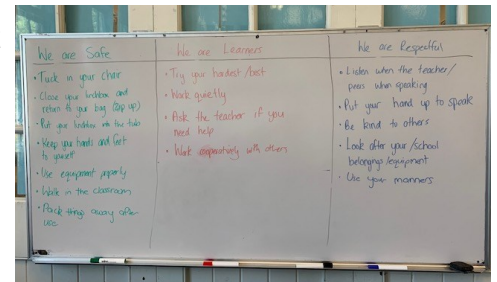 We are Safe
• Tuck in your chair
• Close your lunchbox and
return to your bag (zip up)
• Put your lunchbox into the tubs
• Keep your hands and feet
to yourself
• Use equipment properly
• Walk in the classroom
• Pack things away after
use
We are Learners
• Try your hardest/best
• Work quietly
• Ask the teacher if you
need help
• Work cooperatively with others
We are Respectful
• Listen when the teacher/
peers when speaking
• Put your hand up to speak
• Be kind to others
• Look after your/school
belongings/equipment
• Use your manners